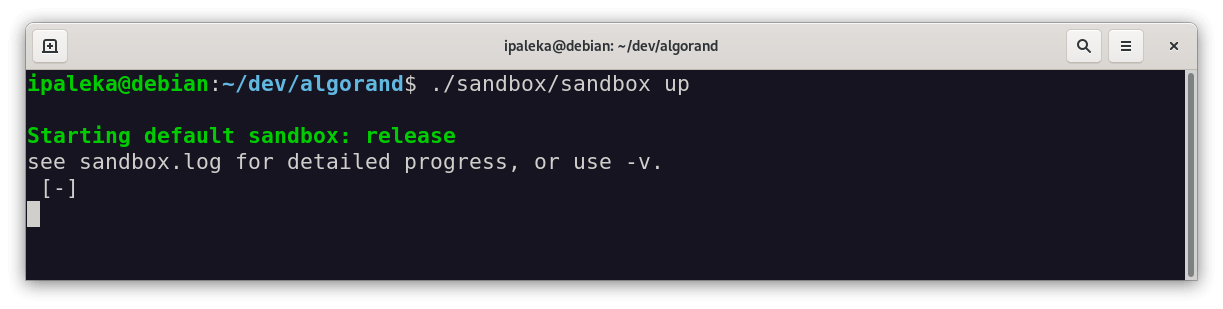 ipaleka@debian: ~/dev/algorand
ipaleka@debian:~/dev/algorand$ ./sandbox/sandbox up
Starting default sandbox: release
see sandbox.log for detailed progress, or use -v.
[-]